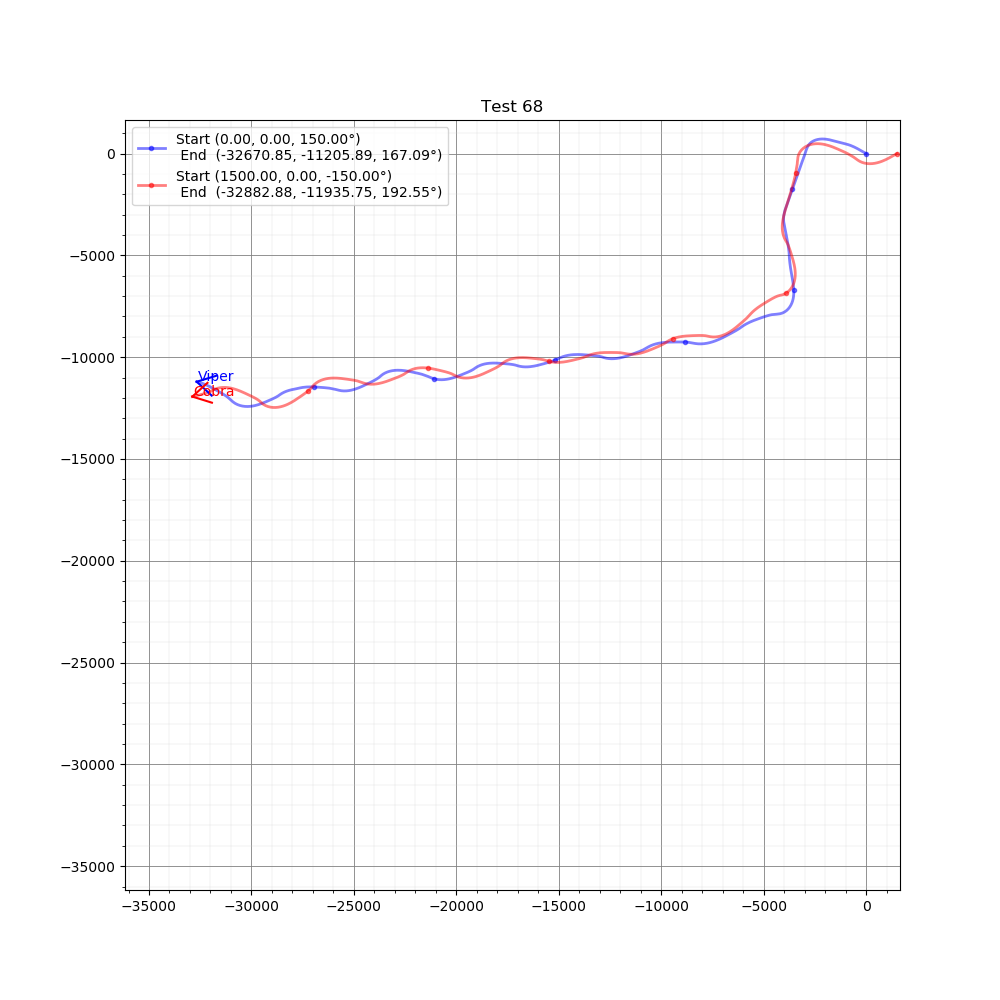 Test 68
Start (0.00, 0.00, 150.00°)
End (-32670.85, -11205.89, 167.09°)
Start (1500.00, 0.00, -150.00°)
End (-32882.88, -11935.75, 192.55°)
0
−5000
−10000
−15000
−20000
−25000
−30000
−35000
Viper
Cobra
−35000 −30000 −25000 −20000 −15000 −10000 −5000 0